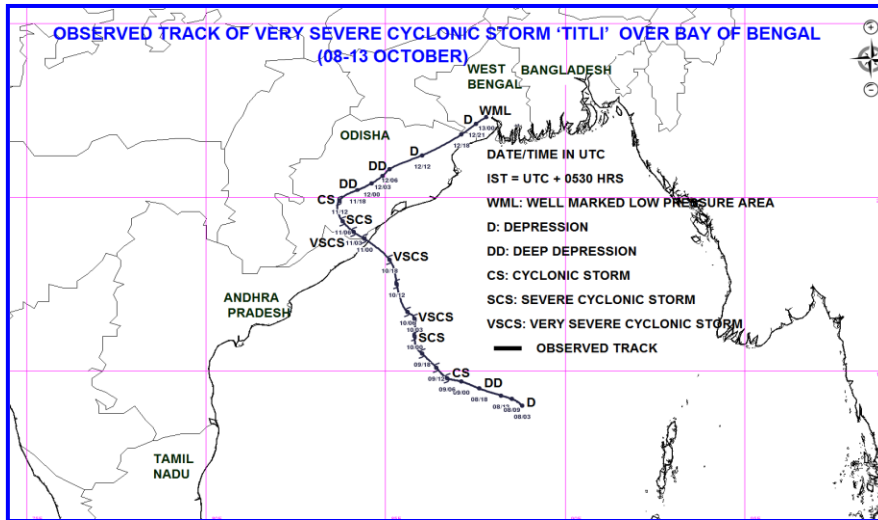 OBSERVED TRACK OF VERY SEVERE CYCLONIC STORM 'TITLI' OVER BAY OF BENGAL
(08-13 OCTOBER)
WEST BENGAL
BANGLADESH
WML
13/00
12/21
12/18
ODISHA
D
12/12
DD
12/06
12/03
12/00
DD
11/18
CS
11/12
SCS
11/06
VSCS
11/03
11/00
VSCS
10/18
10/12
VSCS
10/06
10/03
SCS
10/00
09/18
09/12
CS
09/06
09/00
DD
08/18
08/09
D
08/03
ANDHRA
PRADESH
TAMIL
NADU
DATE/TIME IN UTC
IST = UTC + 0530 HRS
WML: WELL MARKED LOW PRESSURE AREA
D: DEPRESSION
DD: DEEP DEPRESSION
CS: CYCLONIC STORM
SCS: SEVERE CYCLONIC STORM
VSCS: VERY SEVERE CYCLONIC STORM
OBSERVED TRACK